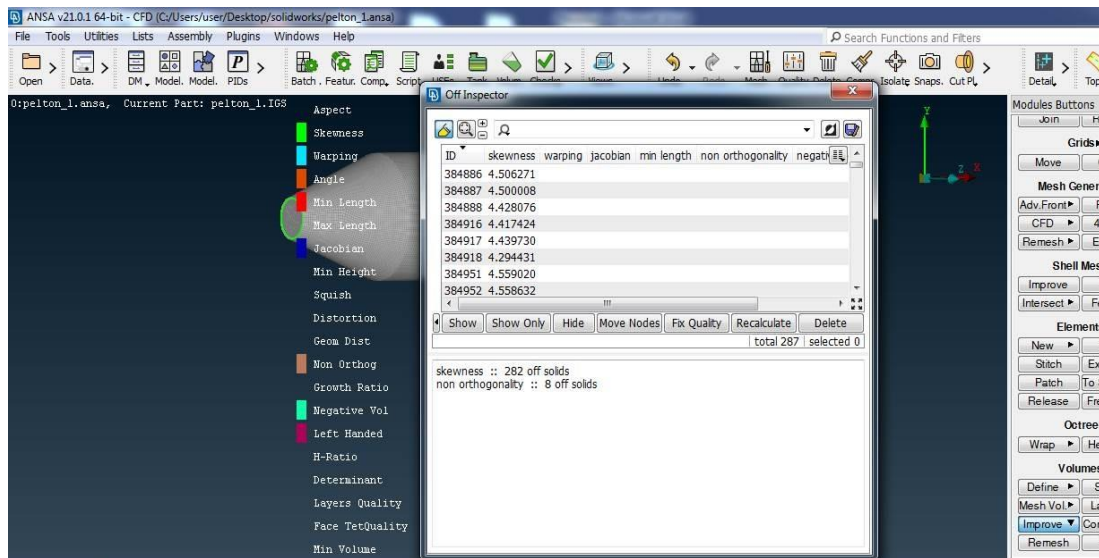 ANSA v21.0.1 64-bit - CFD (C:/Users/user/Desktop/solidworks/pelton_1.ansa)
File Tools Utilities Lists Assembly Plugins Windows Help
Search Functions and Filters
Open Data. DM Model. Model. PIDs Batch. Featur. Comp. Script Isolate Snaps. Cut Pl. Detail.
0:pelton_1.ansa, Current Part: pelton_1.IGS
Aspect
Skewness
Warping
Angle
Min Length
Max Length
Jacobian
Min Height
Squish
Distortion
Geom Dist
Non Orthog
Growth Ratio
Negative Vol
Left Handed
H-Ratio
Determinant
Layers Quality
Face TetQuality
Min Volume
Off Inspector
ID skewness warping jacobian min length non orthogonality negati
384886 4.506271
384887 4.500008
384888 4.428076
384916 4.417424
384917 4.439730
384918 4.294431
384951 4.559020
384952 4.558632
Show Show Only Hide Move Nodes Fix Quality Recalculate Delete
total 287 selected 0
skewness :: 282 off solids
non orthogonality :: 8 off solids
Y
Z X
Modules Buttons
Join
Grids
Move
Mesh Gener
Adv.Front
CFD
Remesh
Shell Mes
Improve
Intersect
Element
New
Stitch
Patch
Release
Octree
Wrap
Volumes
Define
Mesh Vol.
Improve
Remesh